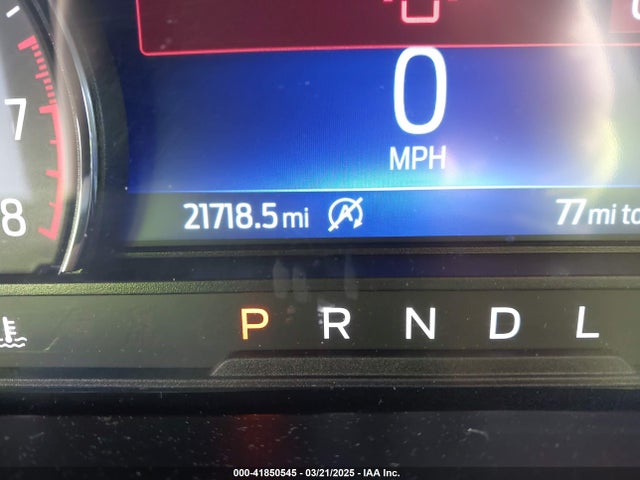 7
0
MPH
8
21718.5 mi
77 mi to
P R N D L
000-41850545 - 03/21/2025 - IAA Inc.